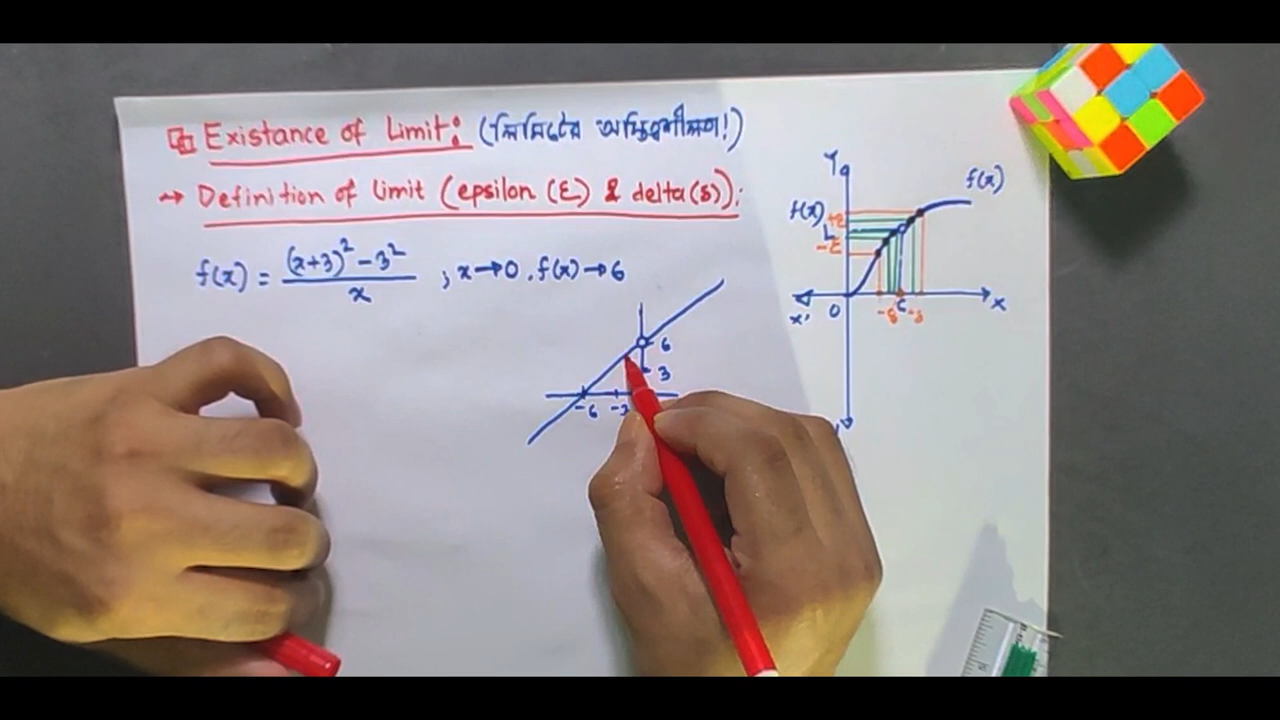 Existance of Limit: (লিমিটের অস্তিত্বশীলতা!)
→ Definition of limit (epsilon (ε) & delta(δ)):
f(x) = ((x+3)² - 3²)/x , x→0 . f(x)→6
6
3
-6 -3
Y
f(x)
f(x) +ε
L
-ε
x' O -δ C -δ x